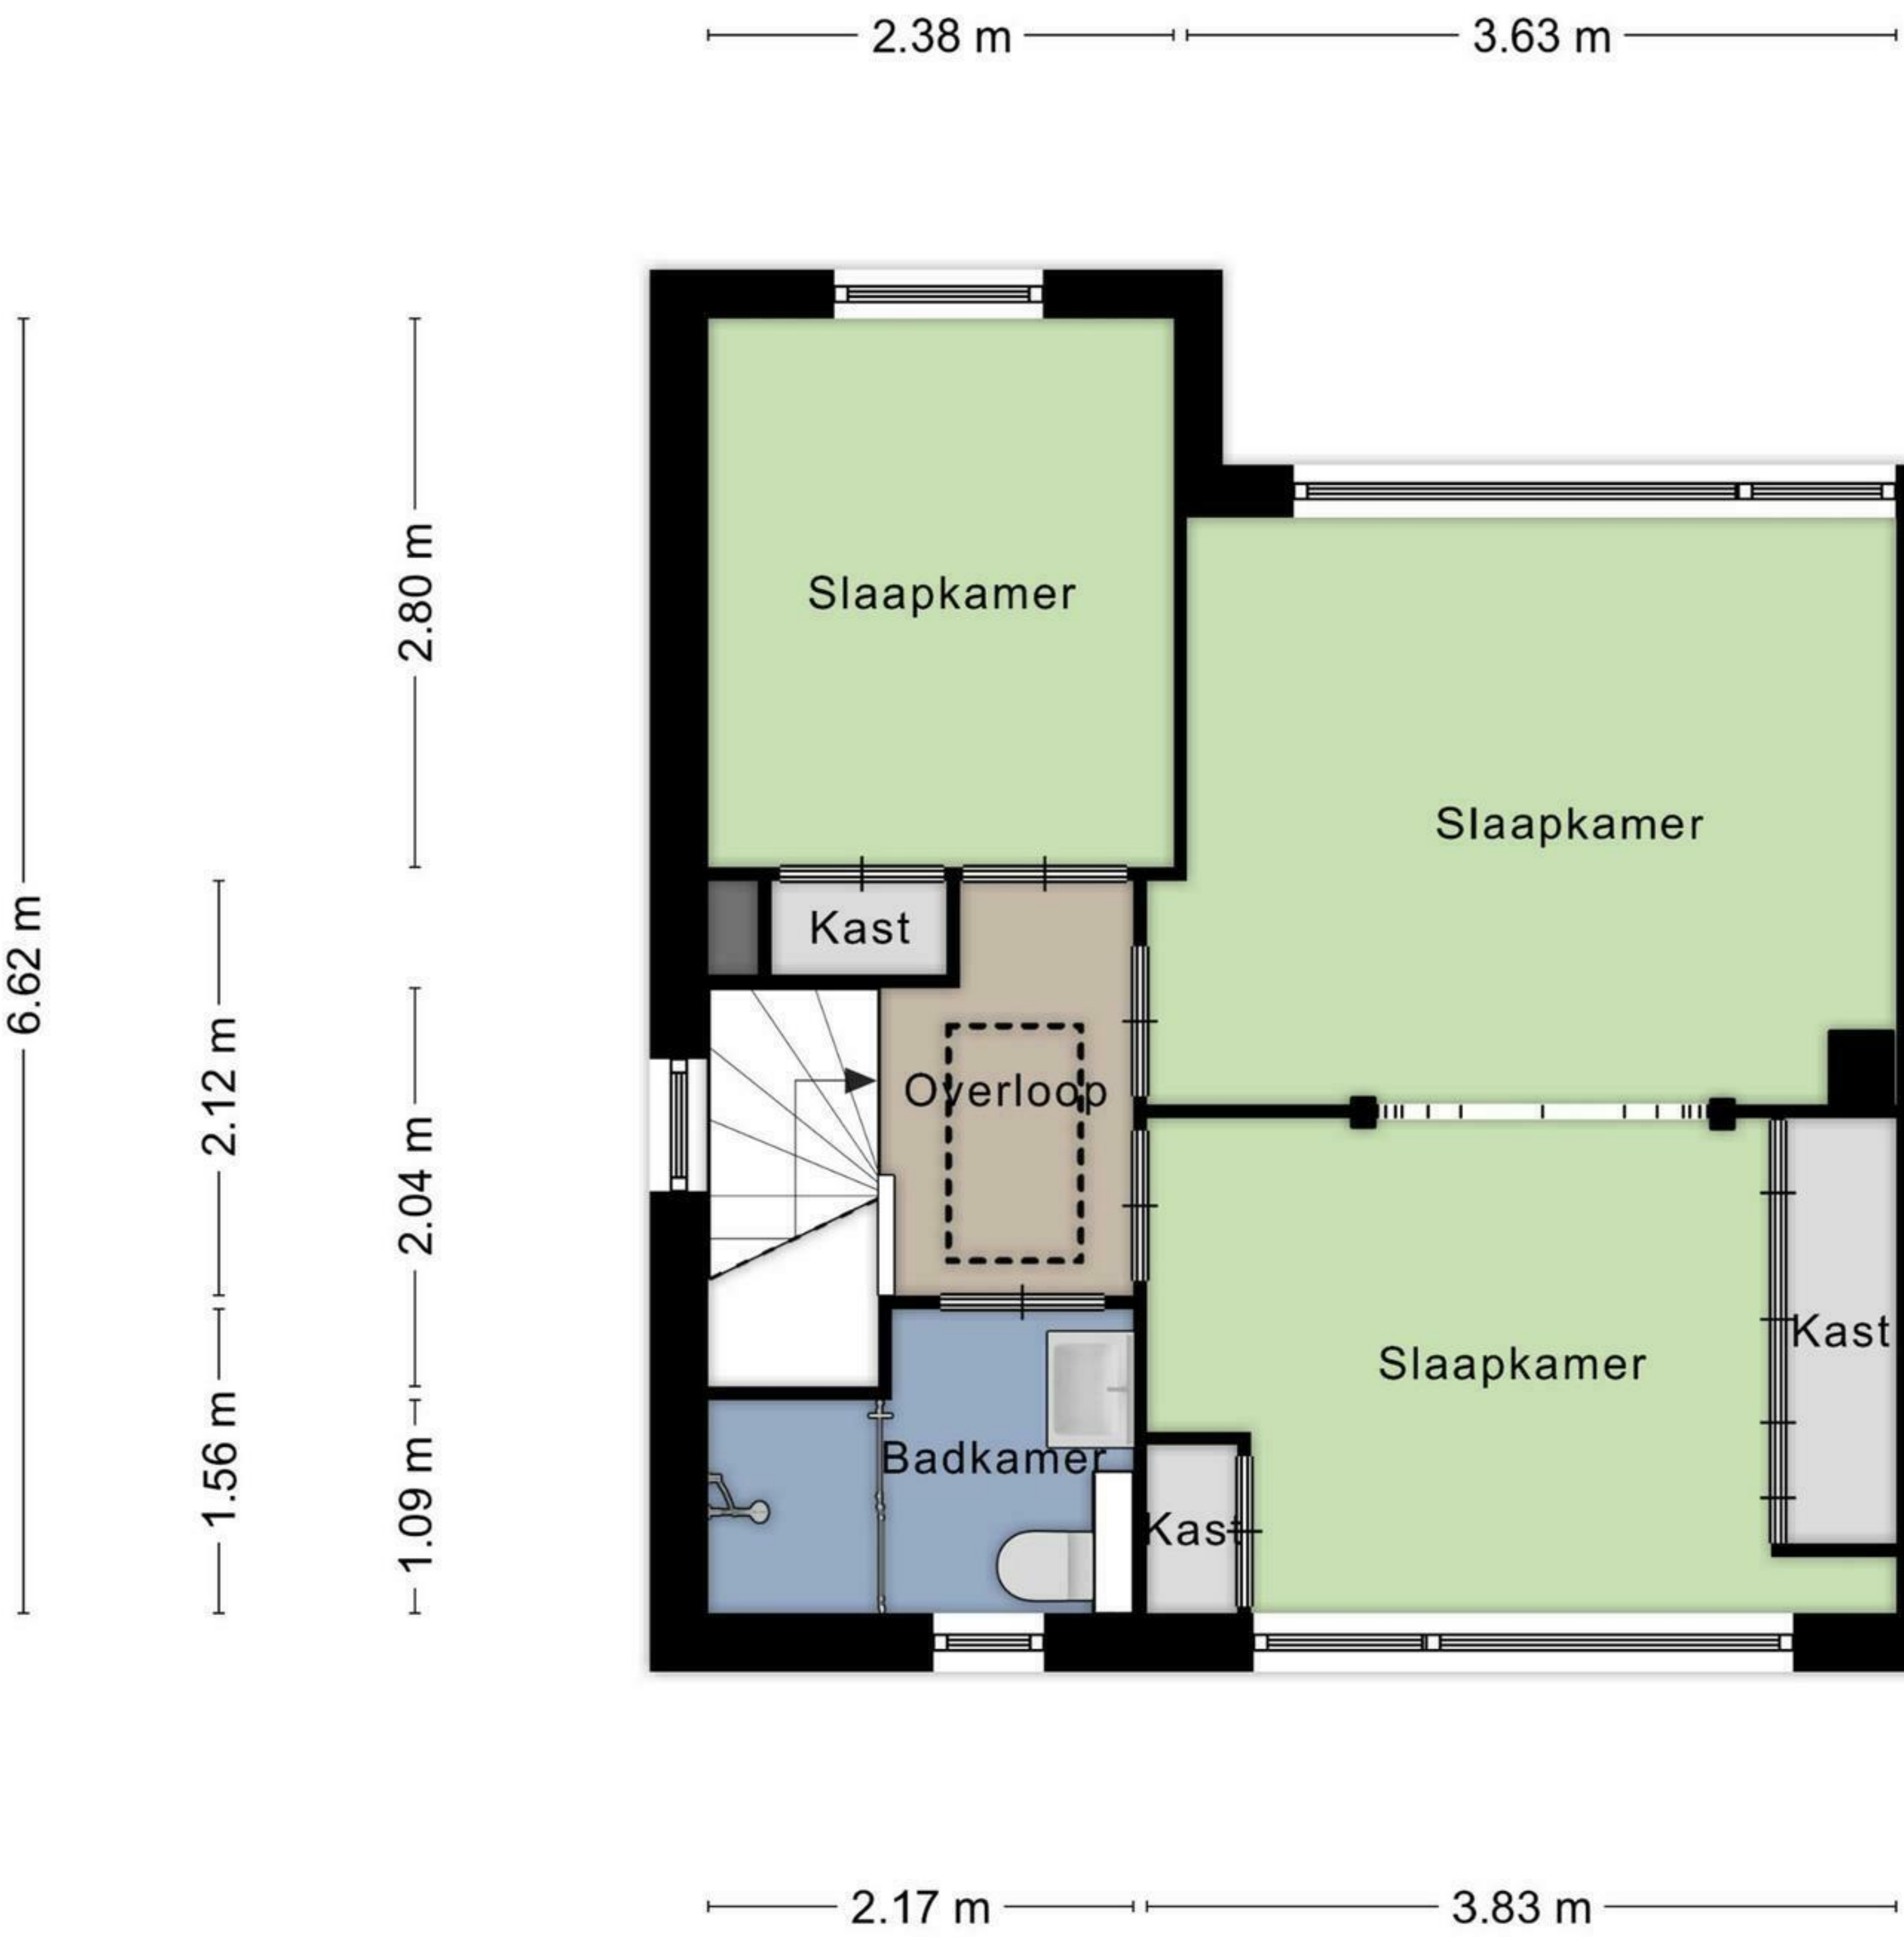 2.38 m
3.63 m
Slaapkamer
2.80 m
Slaapkamer
Kast
6.62 m
2.12 m
2.04 m
Overloop
Kast
Slaapkamer
1.56 m
1.09 m
Badkamer
Kast
2.17 m
3.83 m